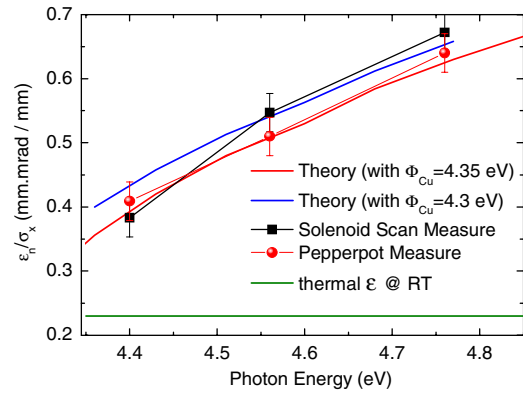 0.7
0.6
0.5
0.4
0.3
0.2
εₙ/σₓ (mm.mrad / mm)
Theory (with Φ_Cu=4.35 eV)
Theory (with Φ_Cu=4.3 eV)
Solenoid Scan Measure
Pepperpot Measure
thermal ε @ RT
4.4 4.5 4.6 4.7 4.8
Photon Energy (eV)